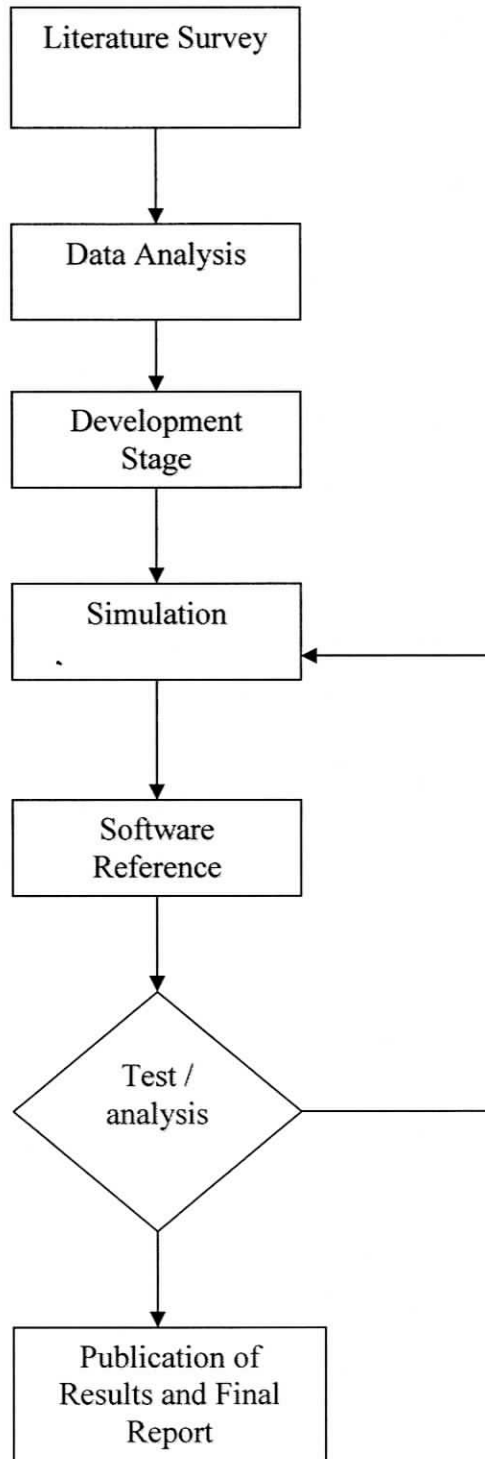 Literature Survey
Data Analysis
Development
Stage
Simulation
Software
Reference
Test /
analysis
Publication of
Results and Final
Report